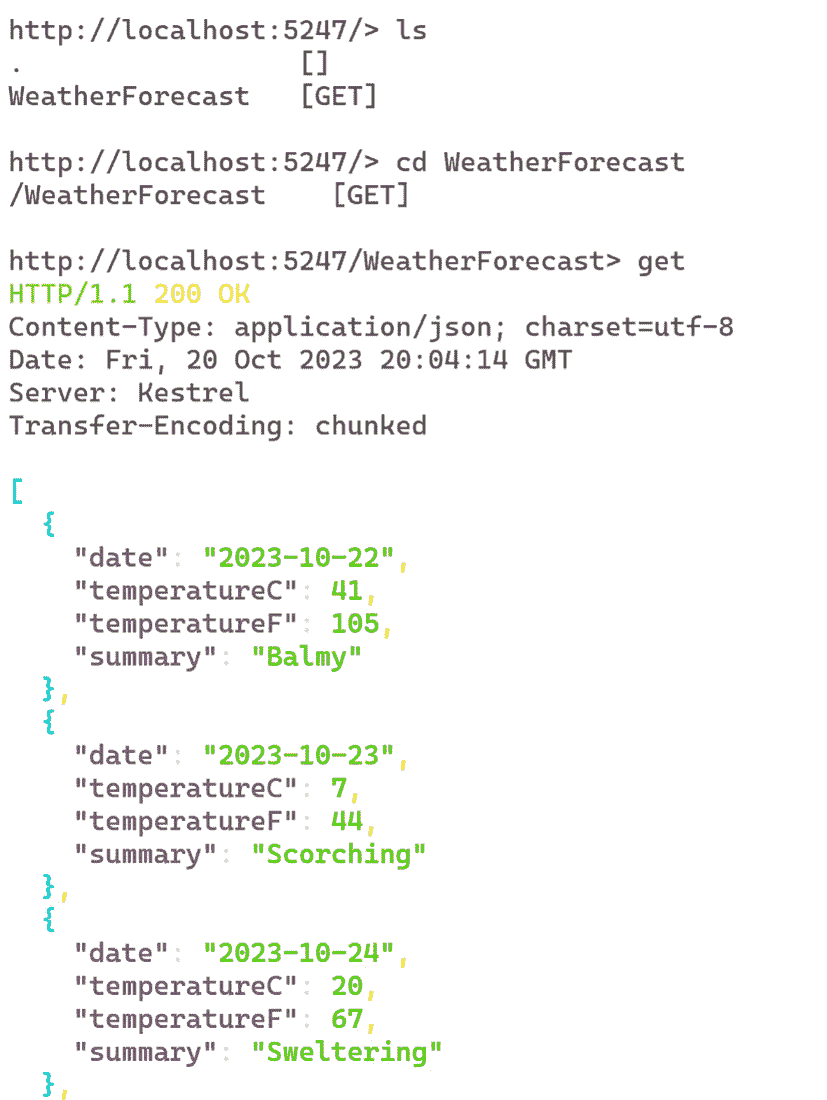 http://localhost:5247/> ls
.                  []
WeatherForecast   [GET]

http://localhost:5247/> cd WeatherForecast
/WeatherForecast    [GET]

http://localhost:5247/WeatherForecast> get
HTTP/1.1 200 OK
Content-Type: application/json; charset=utf-8
Date: Fri, 20 Oct 2023 20:04:14 GMT
Server: Kestrel
Transfer-Encoding: chunked

[
  {
    "date": "2023-10-22",
    "temperatureC": 41,
    "temperatureF": 105,
    "summary": "Balmy"
  },
  {
    "date": "2023-10-23",
    "temperatureC": 7,
    "temperatureF": 44,
    "summary": "Scorching"
  },
  {
    "date": "2023-10-24",
    "temperatureC": 20,
    "temperatureF": 67,
    "summary": "Sweltering"
  },